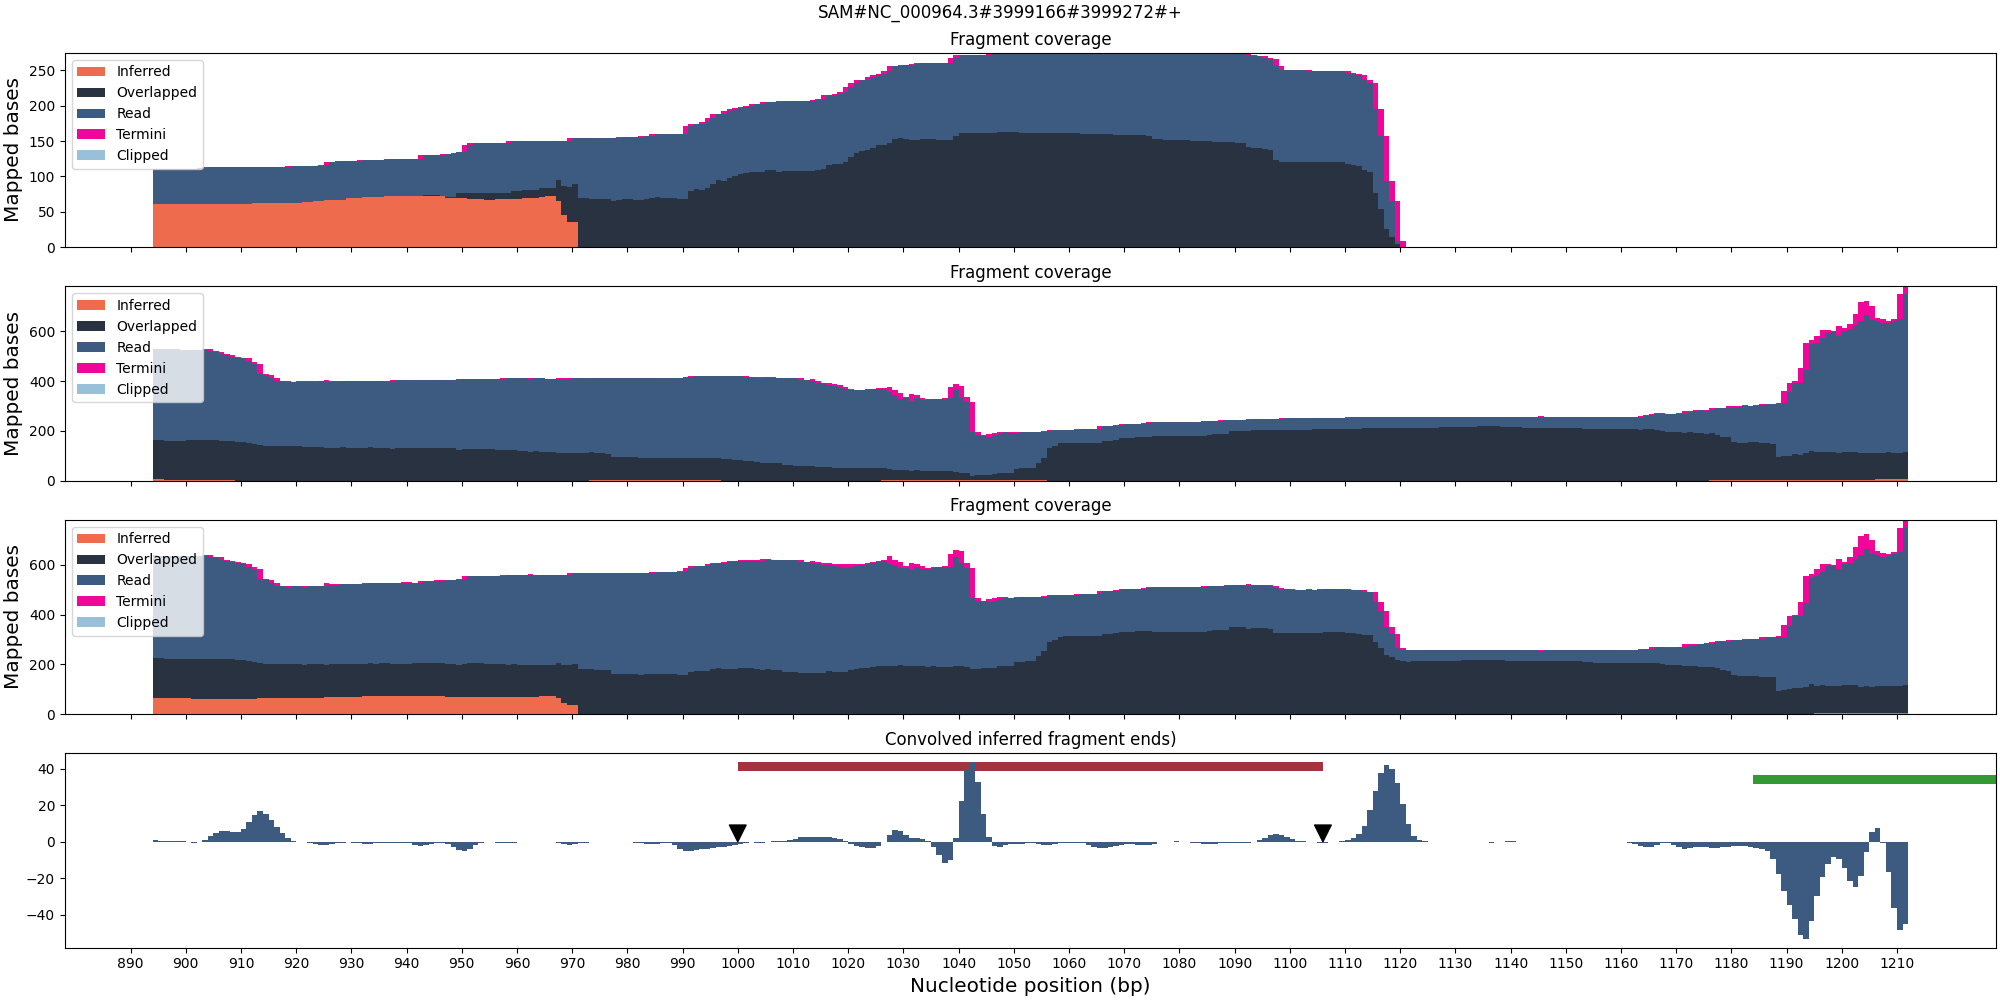 SAM#NC_000964.3#3999166#3999272#+
Fragment coverage
Mapped bases
250
200
150
100
50
0
Inferred
Overlapped
Read
Termini
Clipped
Fragment coverage
Mapped bases
600
400
200
0
Inferred
Overlapped
Read
Termini
Clipped
Fragment coverage
Mapped bases
600
400
200
0
Inferred
Overlapped
Read
Termini
Clipped
Convolved inferred fragment ends)
40
20
0
−20
−40
890 900 910 920 930 940 950 960 970 980 990 1000 1010 1020 1030 1040 1050 1060 1070 1080 1090 1100 1110 1120 1130 1140 1150 1160 1170 1180 1190 1200 1210
Nucleotide position (bp)